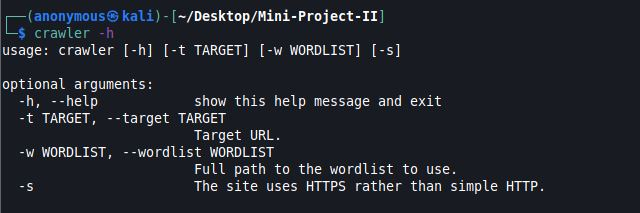 ┌──(anonymous㉿kali)-[~/Desktop/Mini-Project-II]
└─$ crawler -h
usage: crawler [-h] [-t TARGET] [-w WORDLIST] [-s]

optional arguments:
  -h, --help            show this help message and exit
  -t TARGET, --target TARGET
                        Target URL.
  -w WORDLIST, --wordlist WORDLIST
                        Full path to the wordlist to use.
  -s                    The site uses HTTPS rather than simple HTTP.